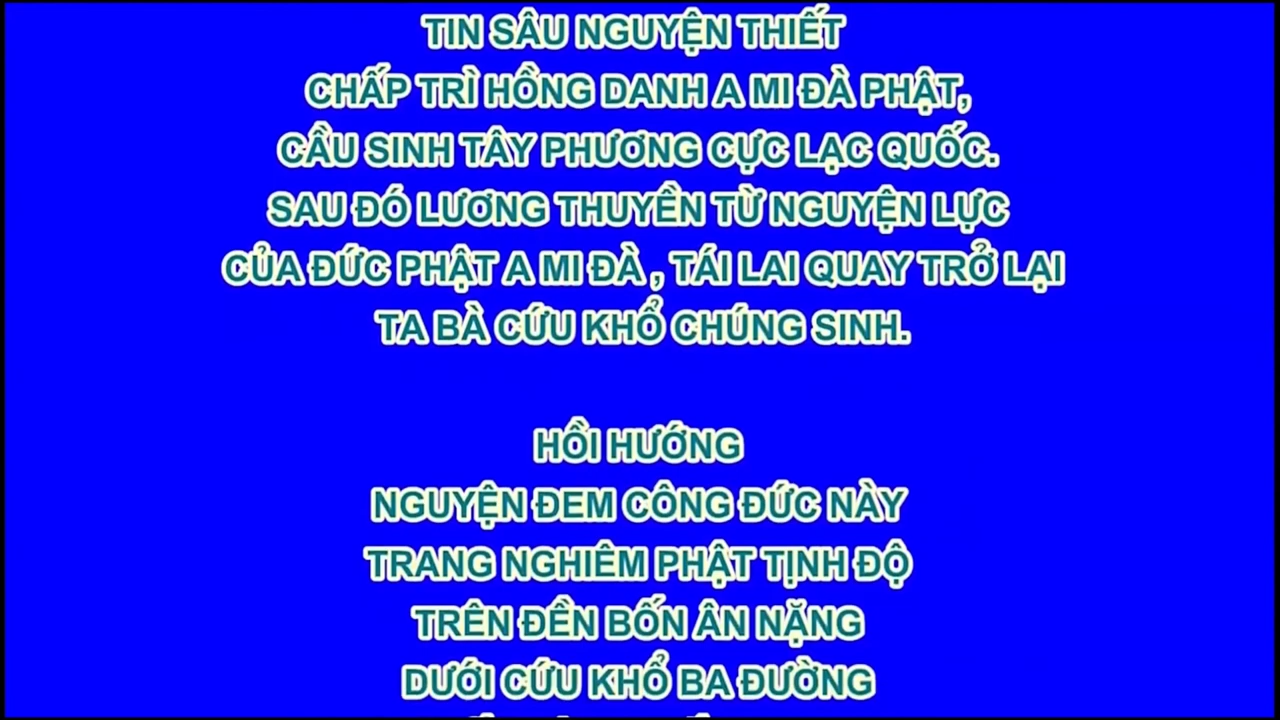 TIN SÂU NGUYỆN THIẾT
CHẤP TRÌ HỒNG DANH A MI ĐÀ PHẬT,
CẦU SINH TÂY PHƯƠNG CỰC LẠC QUỐC.
SAU ĐÓ LƯƠNG THUYỀN TỪ NGUYỆN LỰC
CỦA ĐỨC PHẬT A MI ĐÀ , TÁI LAI QUAY TRỞ LẠI
TA BÀ CỨU KHỔ CHÚNG SINH.
HỒI HƯỚNG
NGUYỆN ĐEM CÔNG ĐỨC NÀY
TRANG NGHIÊM PHẬT TỊNH ĐỘ
TRÊN ĐỀN BỐN ÂN NẶNG
DƯỚI CỨU KHỔ BA ĐƯỜNG